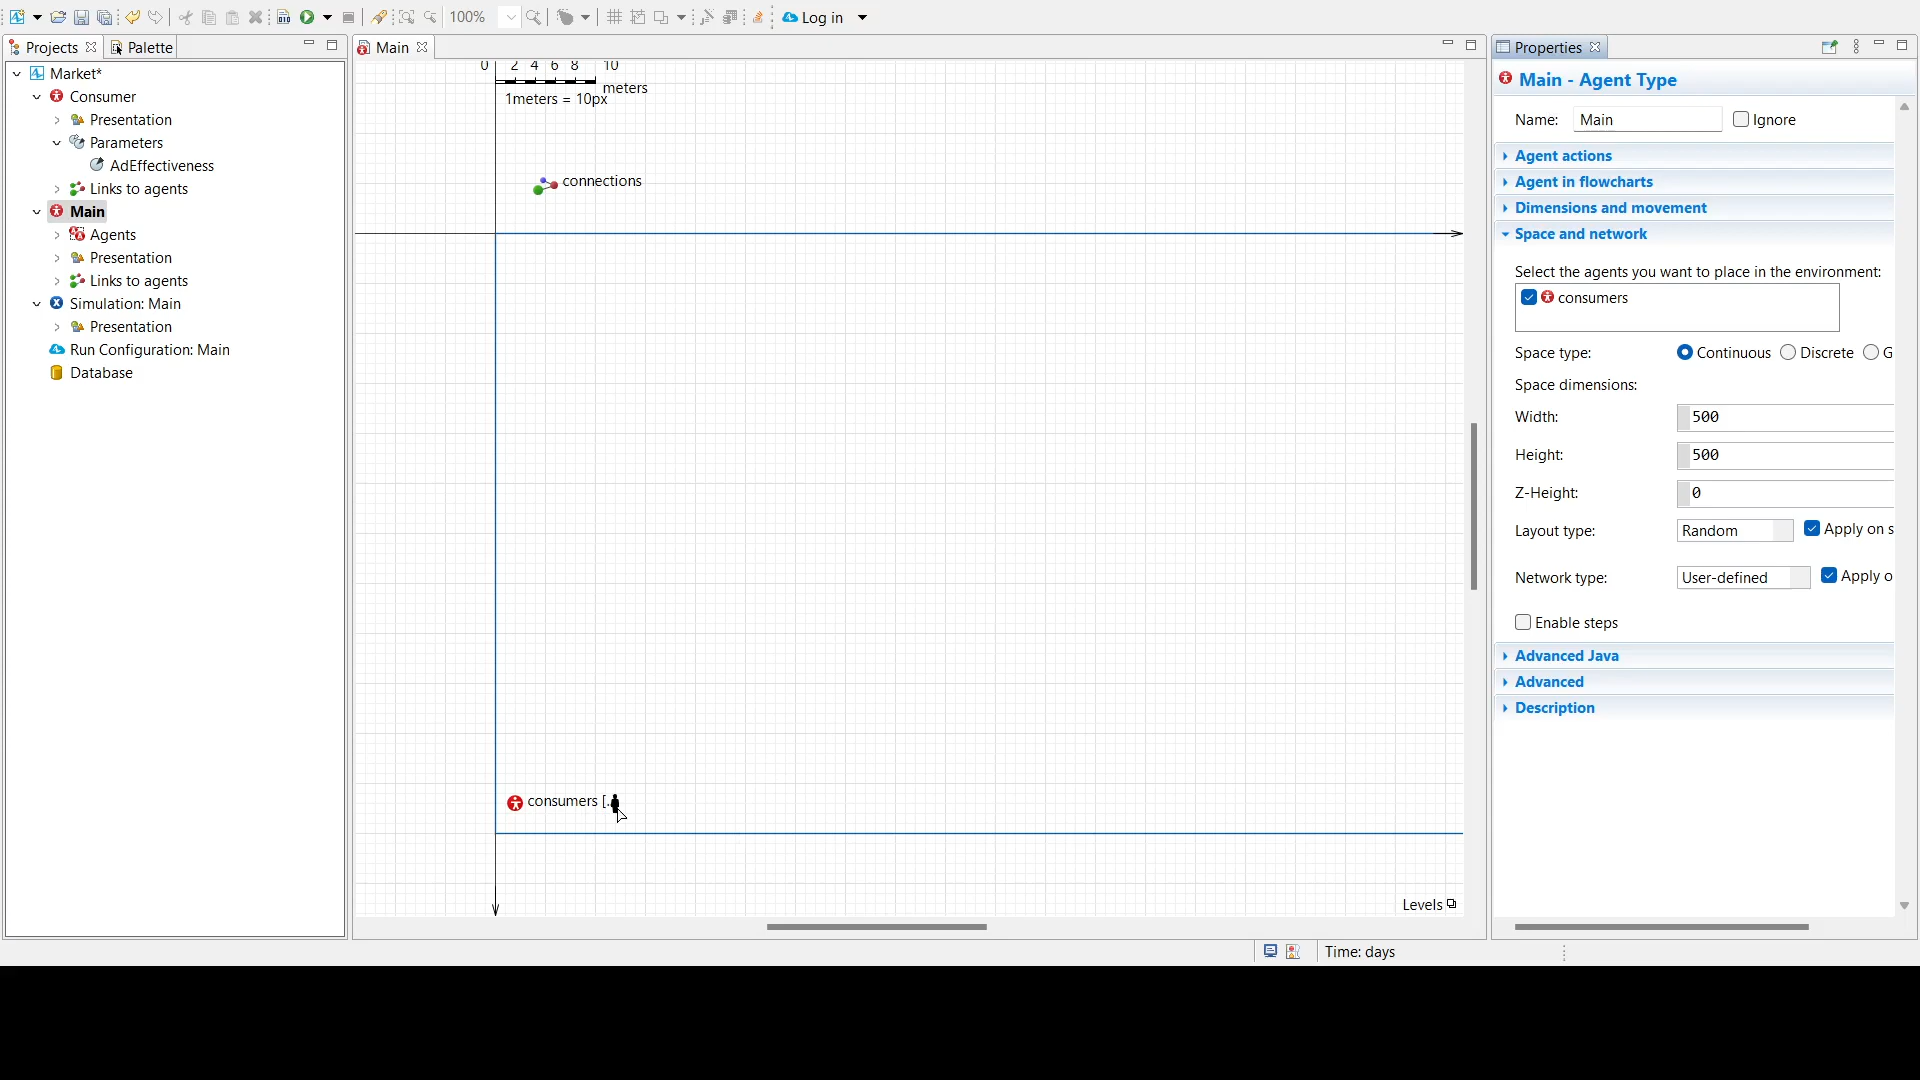 100%
Log in
Projects
Palette
Market*
Consumer
Presentation
Parameters
AdEffectiveness
Links to agents
Main
Agents
Presentation
Links to agents
Simulation: Main
Presentation
Run Configuration: Main
Database
Main
0 2 4 6 8 10
meters
1meters = 10px
connections
consumers [..
Levels
Properties
Main - Agent Type
Name: Main Ignore
Agent actions
Agent in flowcharts
Dimensions and movement
Space and network
Select the agents you want to place in the environment:
consumers
Space type: Continuous Discrete G
Space dimensions:
Width: 500
Height: 500
Z-Height: 0
Layout type: Random Apply on s
Network type: User-defined Apply o
Enable steps
Advanced Java
Advanced
Description
Time: days